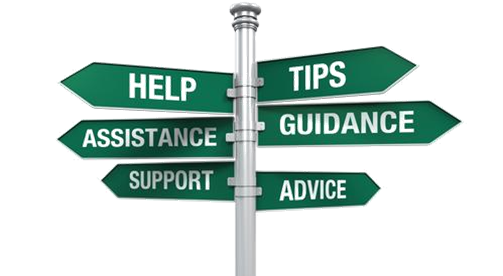 HELP
TIPS
ASSISTANCE
GUIDANCE
SUPPORT
ADVICE